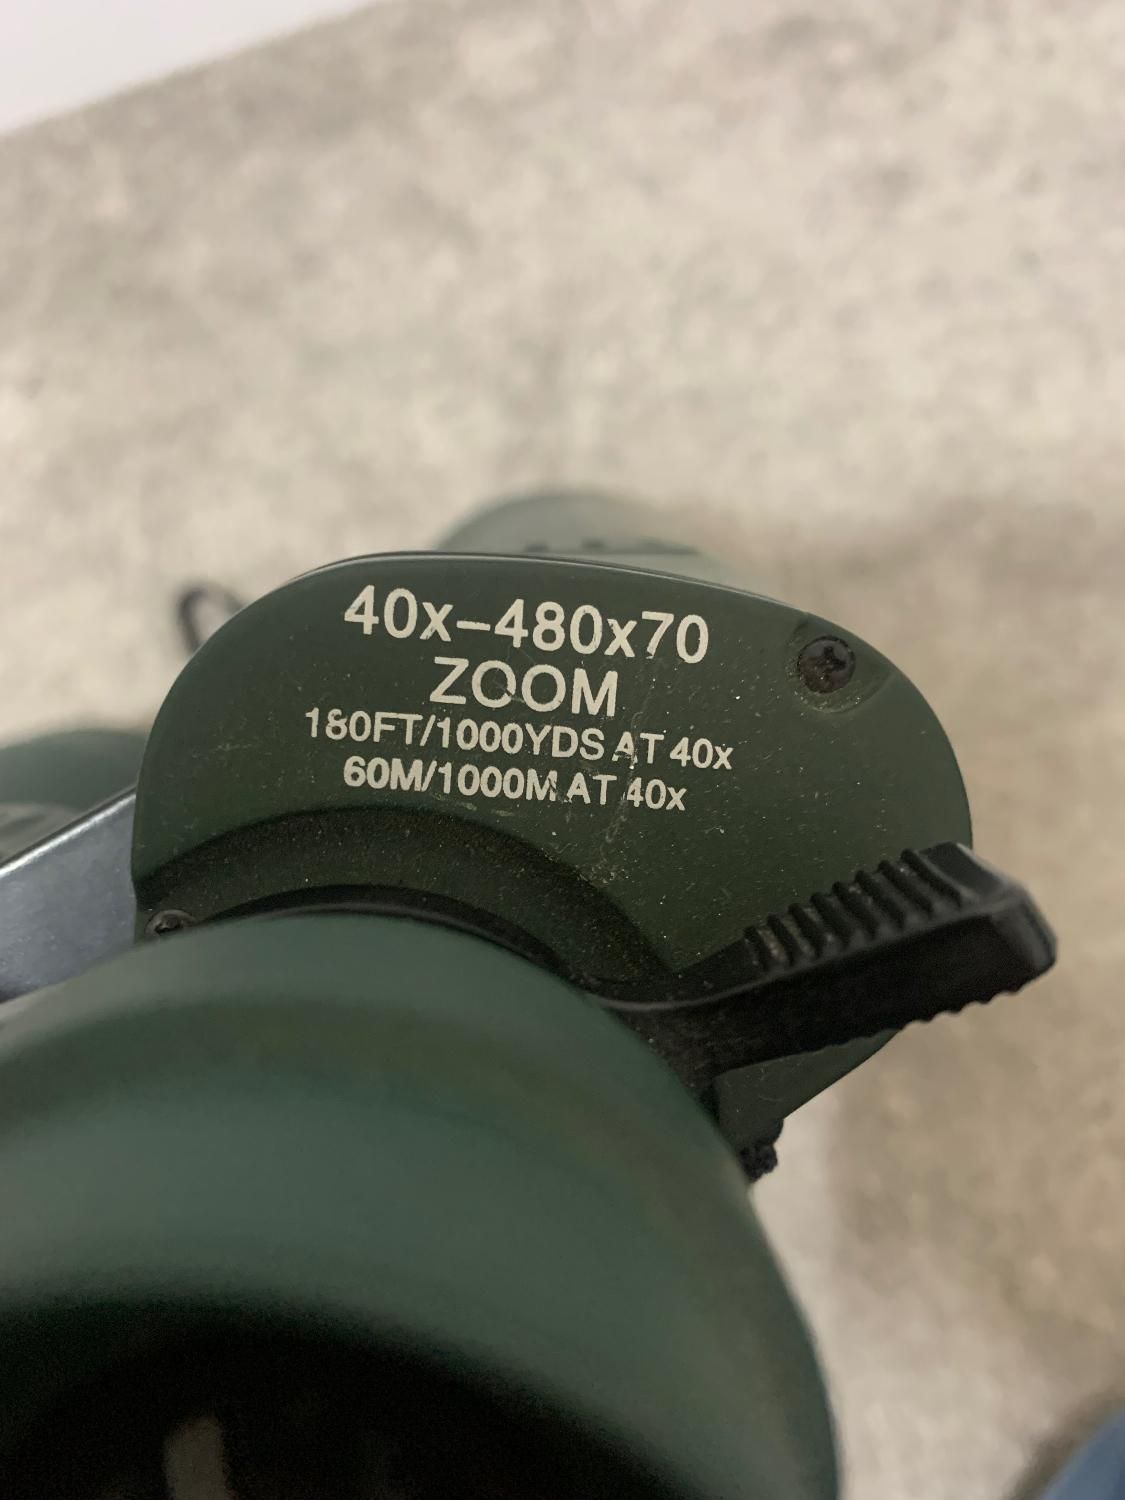 40x–480x70
ZOOM
180FT/1000YDS AT 40x
60M/1000M AT 40x